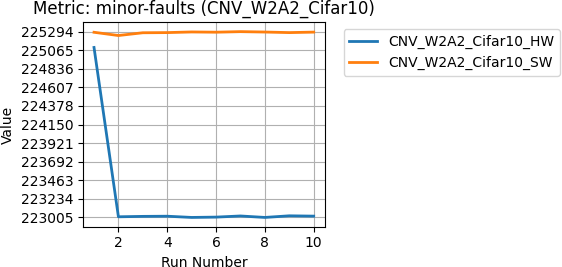 Metric: minor-faults (CNV_W2A2_Cifar10)
225294
225065
224836
224607
224378
224150
223921
223692
223463
223234
223005
Value
2 4 6 8 10
Run Number
CNV_W2A2_Cifar10_HW
CNV_W2A2_Cifar10_SW